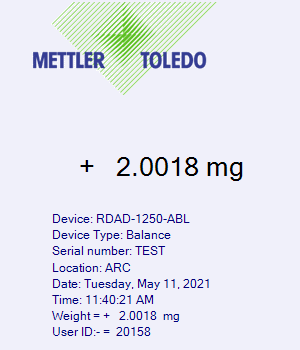 METTLER TOLEDO
+ 2.0018 mg
Device: RDAD-1250-ABL
Device Type: Balance
Serial number: TEST
Location: ARC
Date: Tuesday, May 11, 2021
Time: 11:40:21 AM
Weight = + 2.0018 mg
User ID:- = 20158